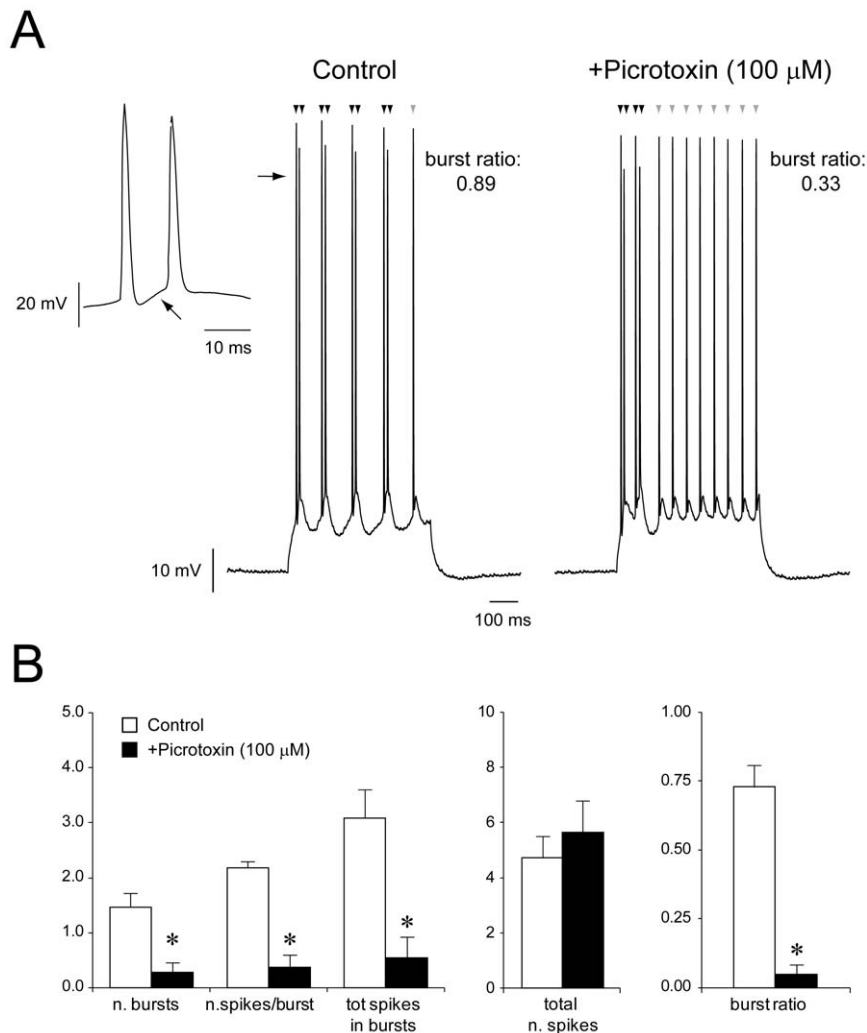 A
Control
+Picrotoxin (100 μM)
burst ratio:
0.89
burst ratio:
0.33
20 mV
10 ms
10 mV
100 ms
B
5.0
4.0
3.0
2.0
1.0
0.0
Control
+Picrotoxin (100 μM)
*
*
*
n. bursts
n.spikes/burst
tot spikes
in bursts
10
8
6
4
2
0
total
n. spikes
1.00
0.75
0.50
0.25
0.00
*
burst ratio